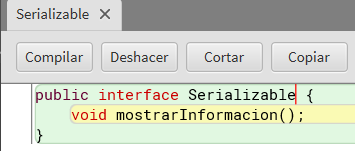 Serializable ×
Compilar Deshacer Cortar Copiar
public interface Serializable {
void mostrarInformacion();
}